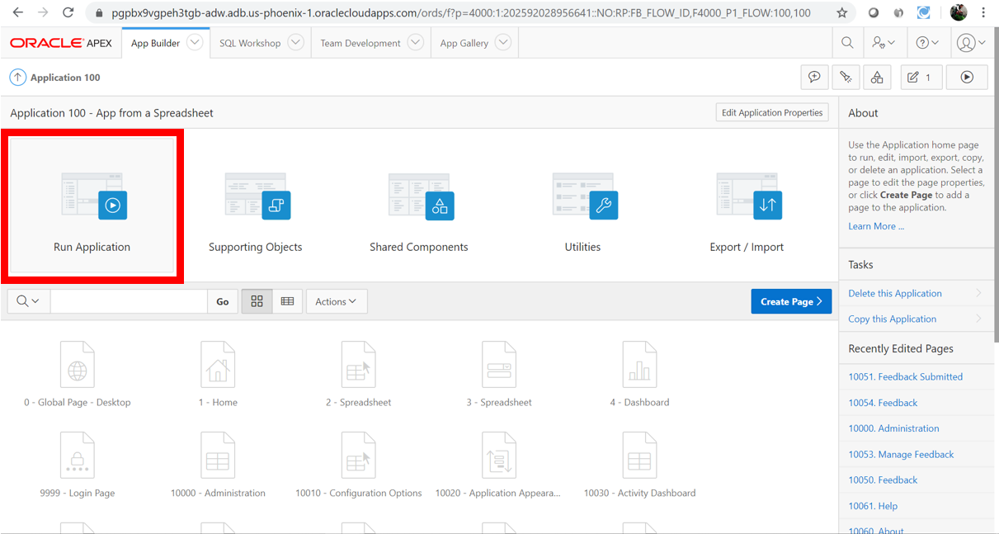 pgpbx9vgpeh3tgb-adw.adb.us-phoenix-1.oraclecloudapps.com/ords/f?p=4000:1:202592028956641::NO:RP:FB_FLOW_ID,F4000_P1_FLOW:100,100
ORACLE APEX
App Builder
SQL Workshop
Team Development
App Gallery
Application 100
1
Application 100 - App from a Spreadsheet
Edit Application Properties
Run Application
Supporting Objects
Shared Components
Utilities
Export / Import
Go
Actions
Create Page
0 - Global Page - Desktop
1 - Home
2 - Spreadsheet
3 - Spreadsheet
4 - Dashboard
9999 - Login Page
10000 - Administration
10010 - Configuration Options
10020 - Application Appeara...
10030 - Activity Dashboard
About
Use the Application home page
to run, edit, import, export, copy,
or delete an application. Select a
page to edit the page properties,
or click Create Page to add a
page to the application.
Learn More ...
Tasks
Delete this Application
Copy this Application
Recently Edited Pages
10051. Feedback Submitted
10054. Feedback
10000. Administration
10053. Manage Feedback
10050. Feedback
10061. Help
10060. About